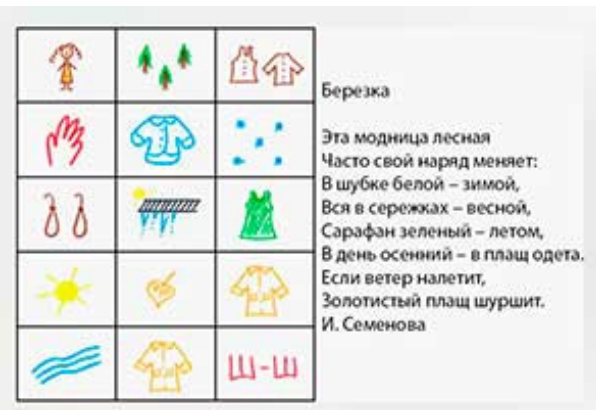 Ш-Ш
Березка
Эта модница лесная
Часто свой наряд меняет:
В шубке белой – зимой,
Вся в сережках – весной,
Сарафан зеленый – летом,
В день осенний – в плащ одета.
Если ветер налетит,
Золотистый плащ шуршит.
И. Семенова